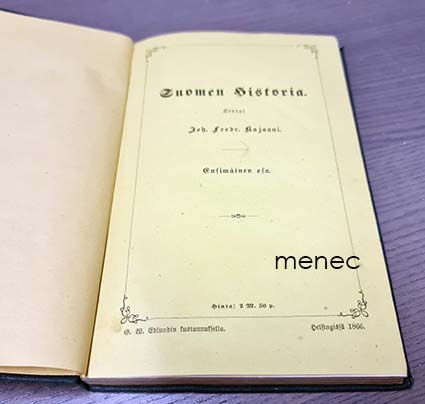 Suomen Historia.
Kertoi
Joh. Fredr. Kajaani.
Ensimäinen osa.
menec
Hinta: 2 M. 50 p.
G. W. Edlundin kustannuksella.
Helsingissä 1866.